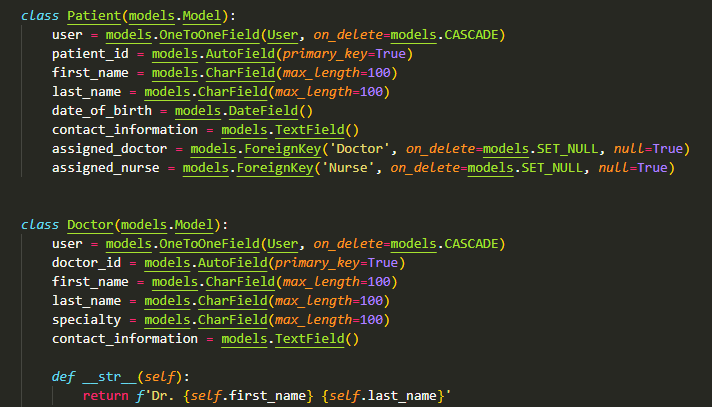 class Patient(models.Model):
    user = models.OneToOneField(User, on_delete=models.CASCADE)
    patient_id = models.AutoField(primary_key=True)
    first_name = models.CharField(max_length=100)
    last_name = models.CharField(max_length=100)
    date_of_birth = models.DateField()
    contact_information = models.TextField()
    assigned_doctor = models.ForeignKey('Doctor', on_delete=models.SET_NULL, null=True)
    assigned_nurse = models.ForeignKey('Nurse', on_delete=models.SET_NULL, null=True)
class Doctor(models.Model):
    user = models.OneToOneField(User, on_delete=models.CASCADE)
    doctor_id = models.AutoField(primary_key=True)
    first_name = models.CharField(max_length=100)
    last_name = models.CharField(max_length=100)
    specialty = models.CharField(max_length=100)
    contact_information = models.TextField()
    def __str__(self):
        return f'Dr. {self.first_name} {self.last_name}'